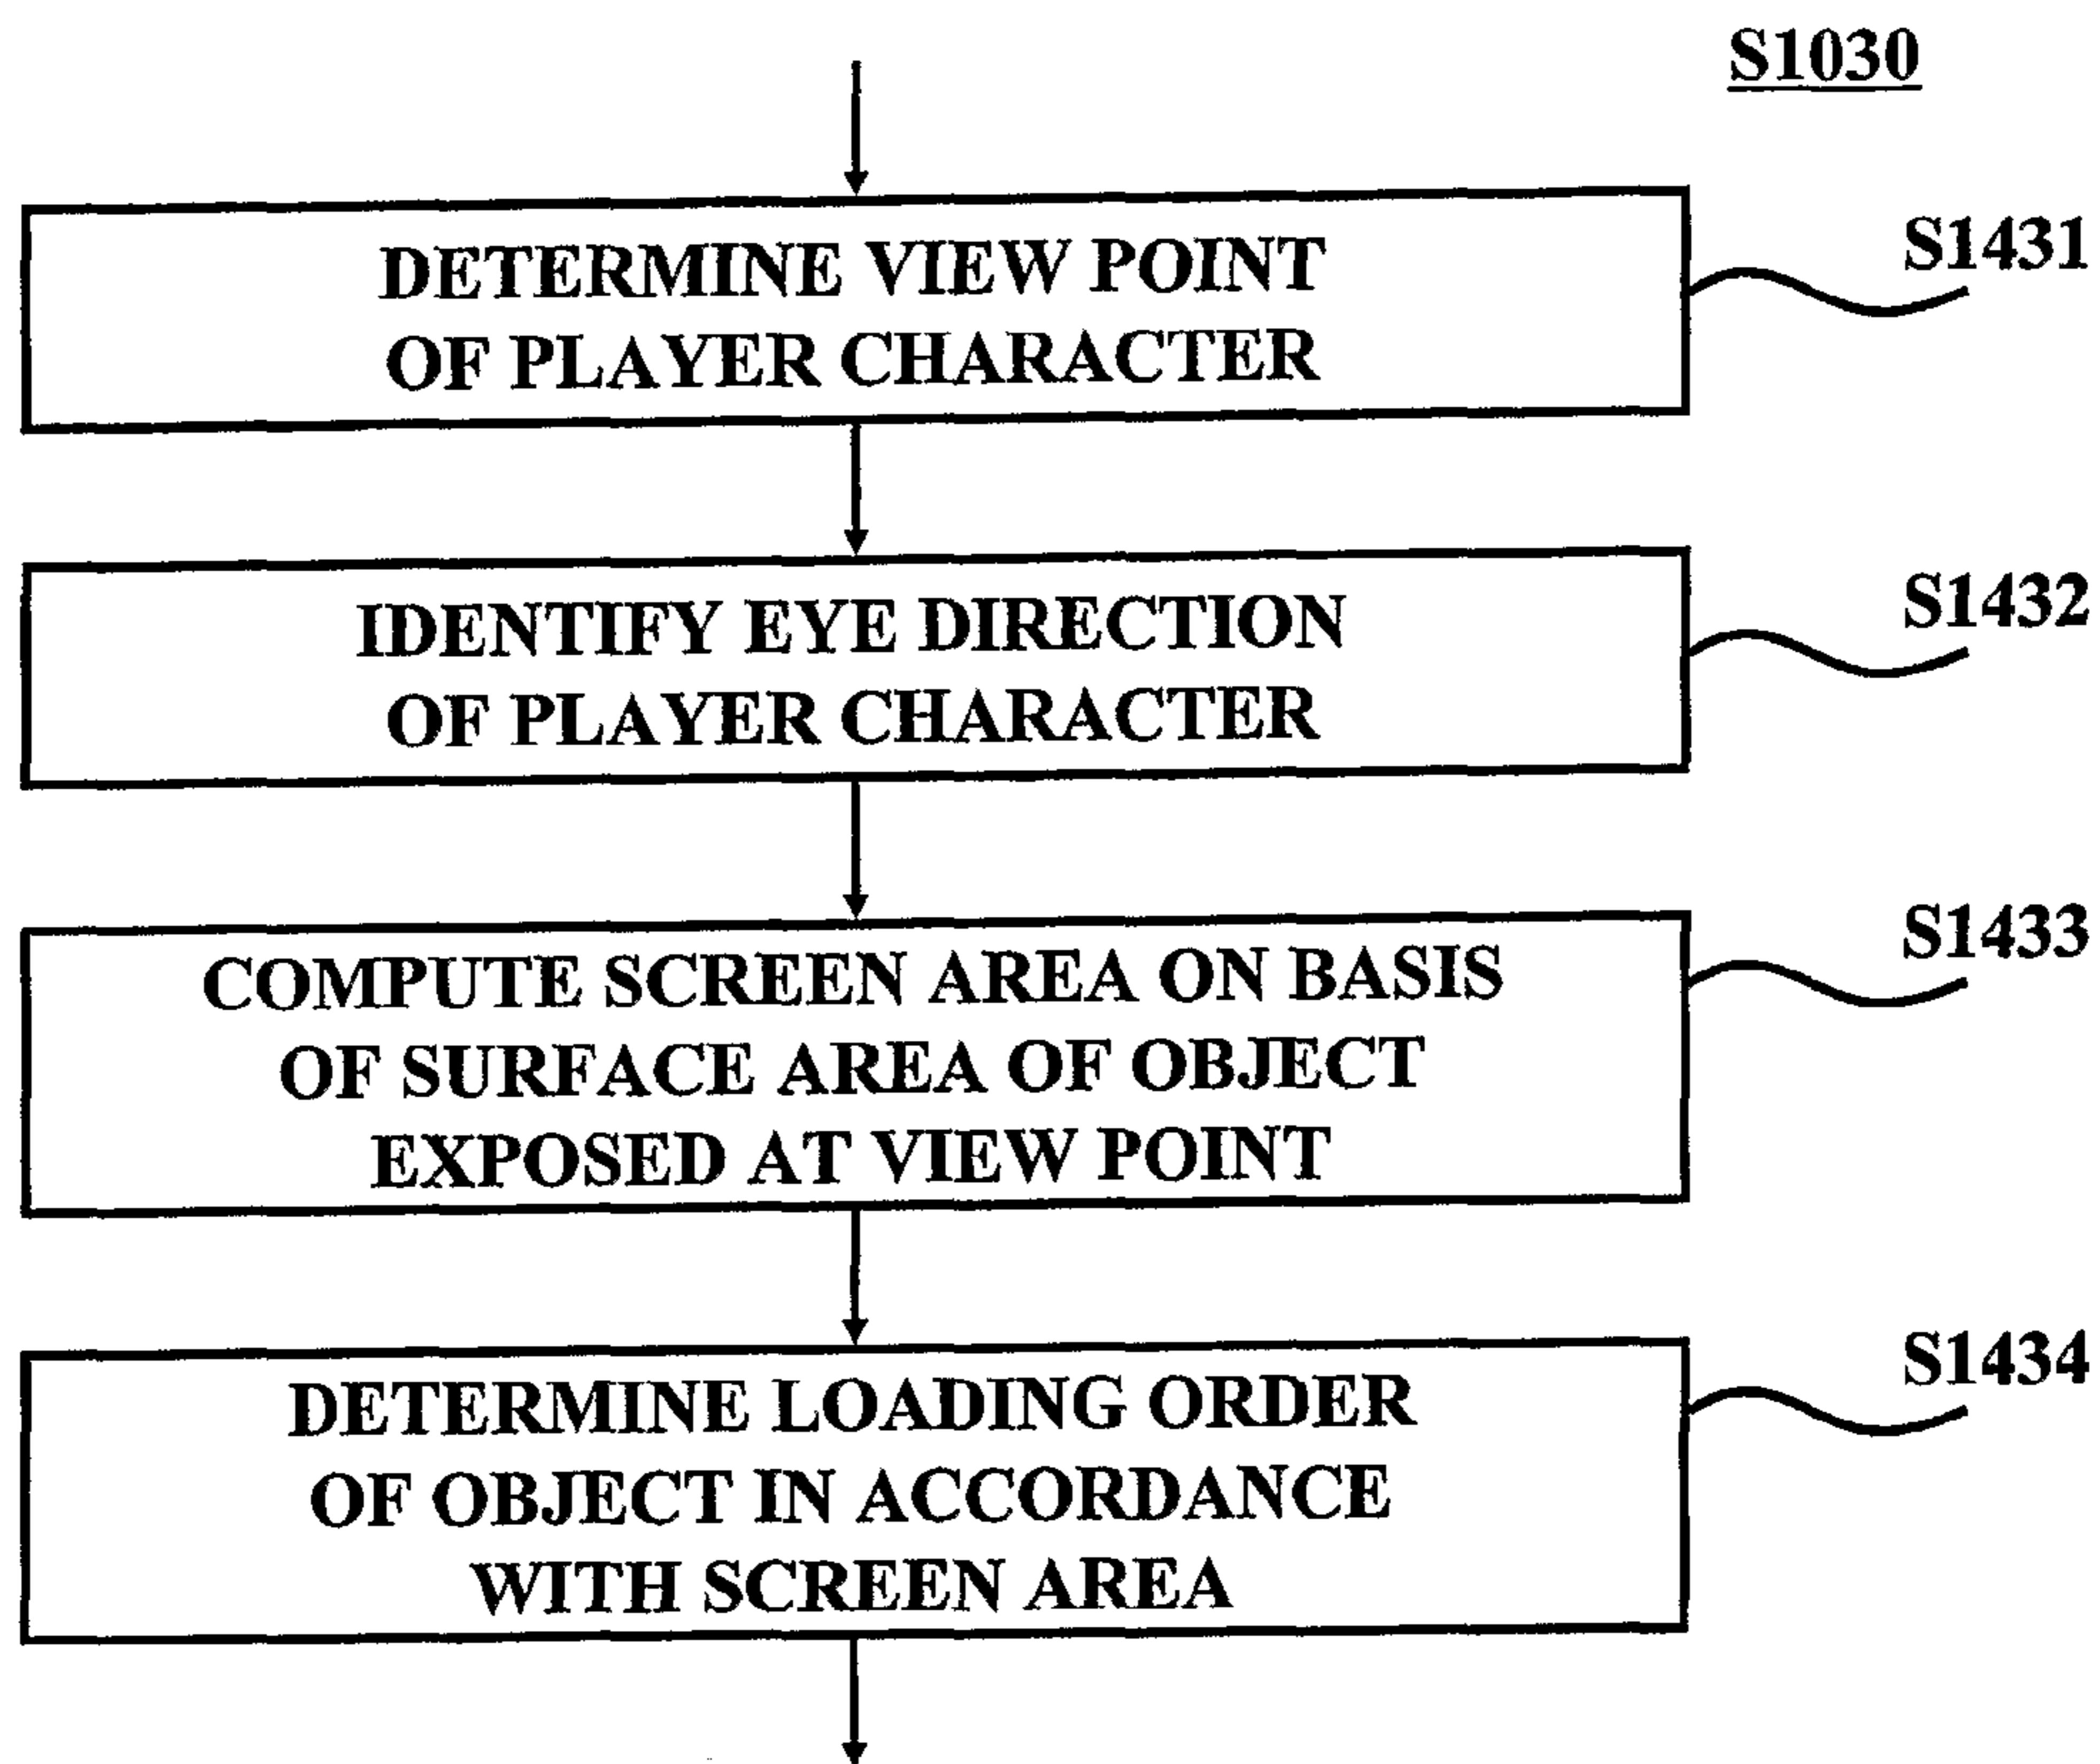 S1030
DETERMINE VIEW POINT
OF PLAYER CHARACTER
S1431
IDENTIFY EYE DIRECTION
OF PLAYER CHARACTER
S1432
COMPUTE SCREEN AREA ON BASIS
OF SURFACE AREA OF OBJECT
EXPOSED AT VIEW POINT
S1433
DETERMINE LOADING ORDER
OF OBJECT IN ACCORDANCE
WITH SCREEN AREA
S1434